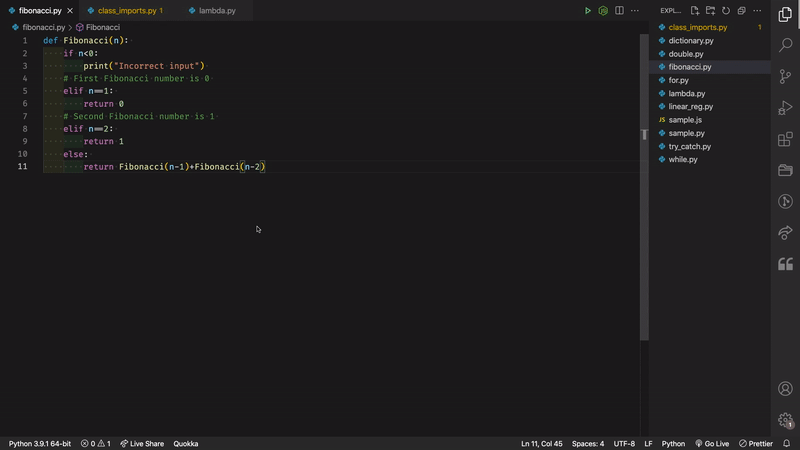 fibonacci.py class_imports.py 1 lambda.py
fibonacci.py > Fibonacci
1 def Fibonacci(n):
2 if n<0:
3 print("Incorrect input")
4 # First Fibonacci number is 0
5 elif n==1:
6 return 0
7 # Second Fibonacci number is 1
8 elif n==2:
9 return 1
10 else:
11 return Fibonacci(n-1)+Fibonacci(n-2)
EXPL...
class_imports.py 1
dictionary.py
double.py
fibonacci.py
for.py
lambda.py
linear_reg.py
JS sample.js
sample.py
try_catch.py
while.py
1
Python 3.9.1 64-bit 0 1 Live Share Quokka Ln 11, Col 45 Spaces: 4 UTF-8 LF Python Go Live Prettier